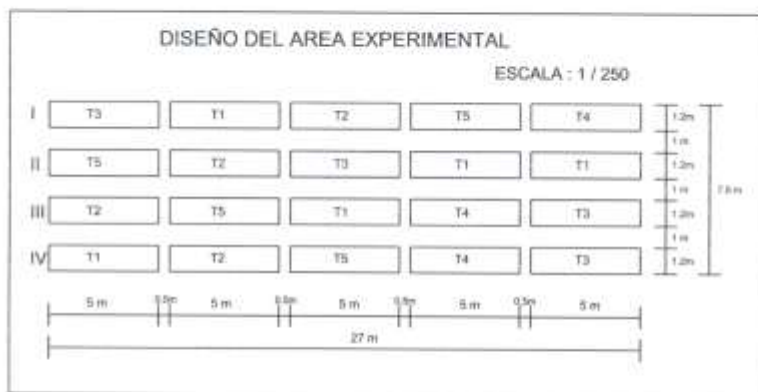 DISEÑO DEL AREA EXPERIMENTAL
ESCALA : 1 / 250
I T3 T1 T2 T5 T4 1.2m
1 m
II T5 T2 T3 T1 T1 1.2m
1 m 7.8 m
III T2 T5 T1 T4 T3 1.2m
1 m
IV T1 T2 T5 T4 T3 1.2m
5 m 0.5m 5 m 0.5m 5 m 0.5m 5 m 0.5m 5 m
27 m